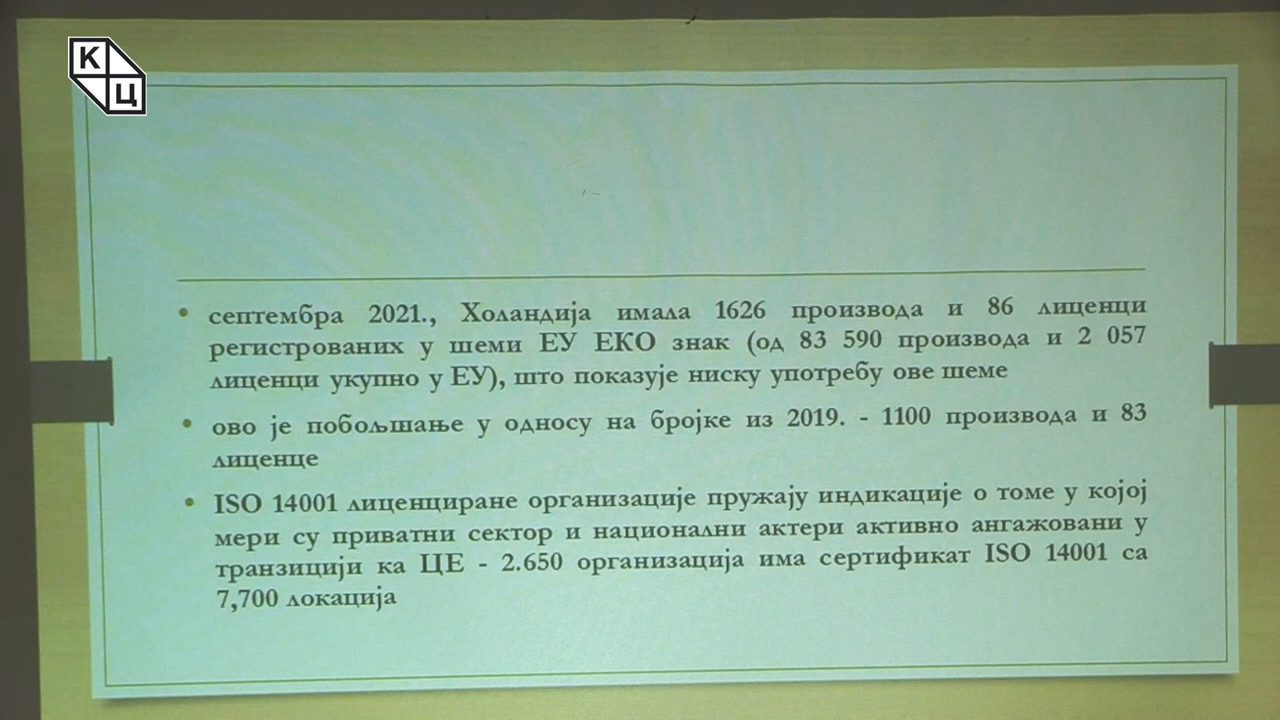 К
Ц
септембра 2021., Холандија имала 1626 производа и 86 лиценци
регистрованих у шеми ЕУ ЕКО знак (од 83 590 производа и 2 057
лиценци укупно у ЕУ), што показује ниску употребу ове шеме
ово је побољшање у односу на бројке из 2019. - 1100 производа и 83
лиценце
ISO 14001 лиценциране организације пружају индикације о томе у којој
мери су приватни сектор и национални актери активно ангажовани у
транзицији ка ЦЕ - 2.650 организација има сертификат ISO 14001 са
7,700 локација